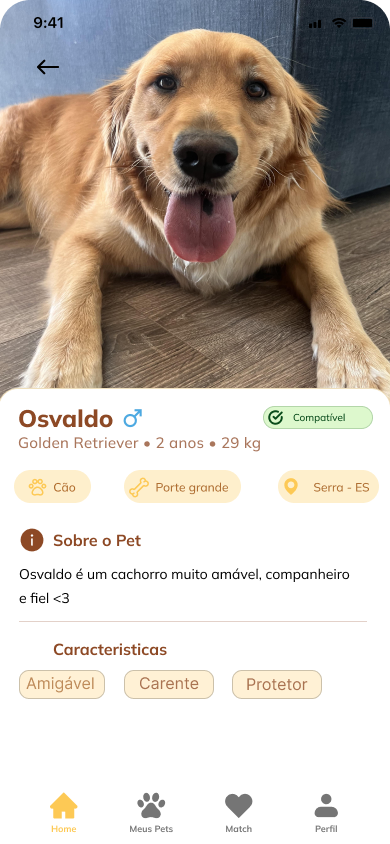 9:41
Osvaldo
Compatível
Golden Retriever • 2 anos • 29 kg
Cão
Porte grande
Serra - ES
Sobre o Pet
Osvaldo é um cachorro muito amável, companheiro
e fiel <3
Caracteristicas
Amigável
Carente
Protetor
Home
Meus Pets
Match
Perfil